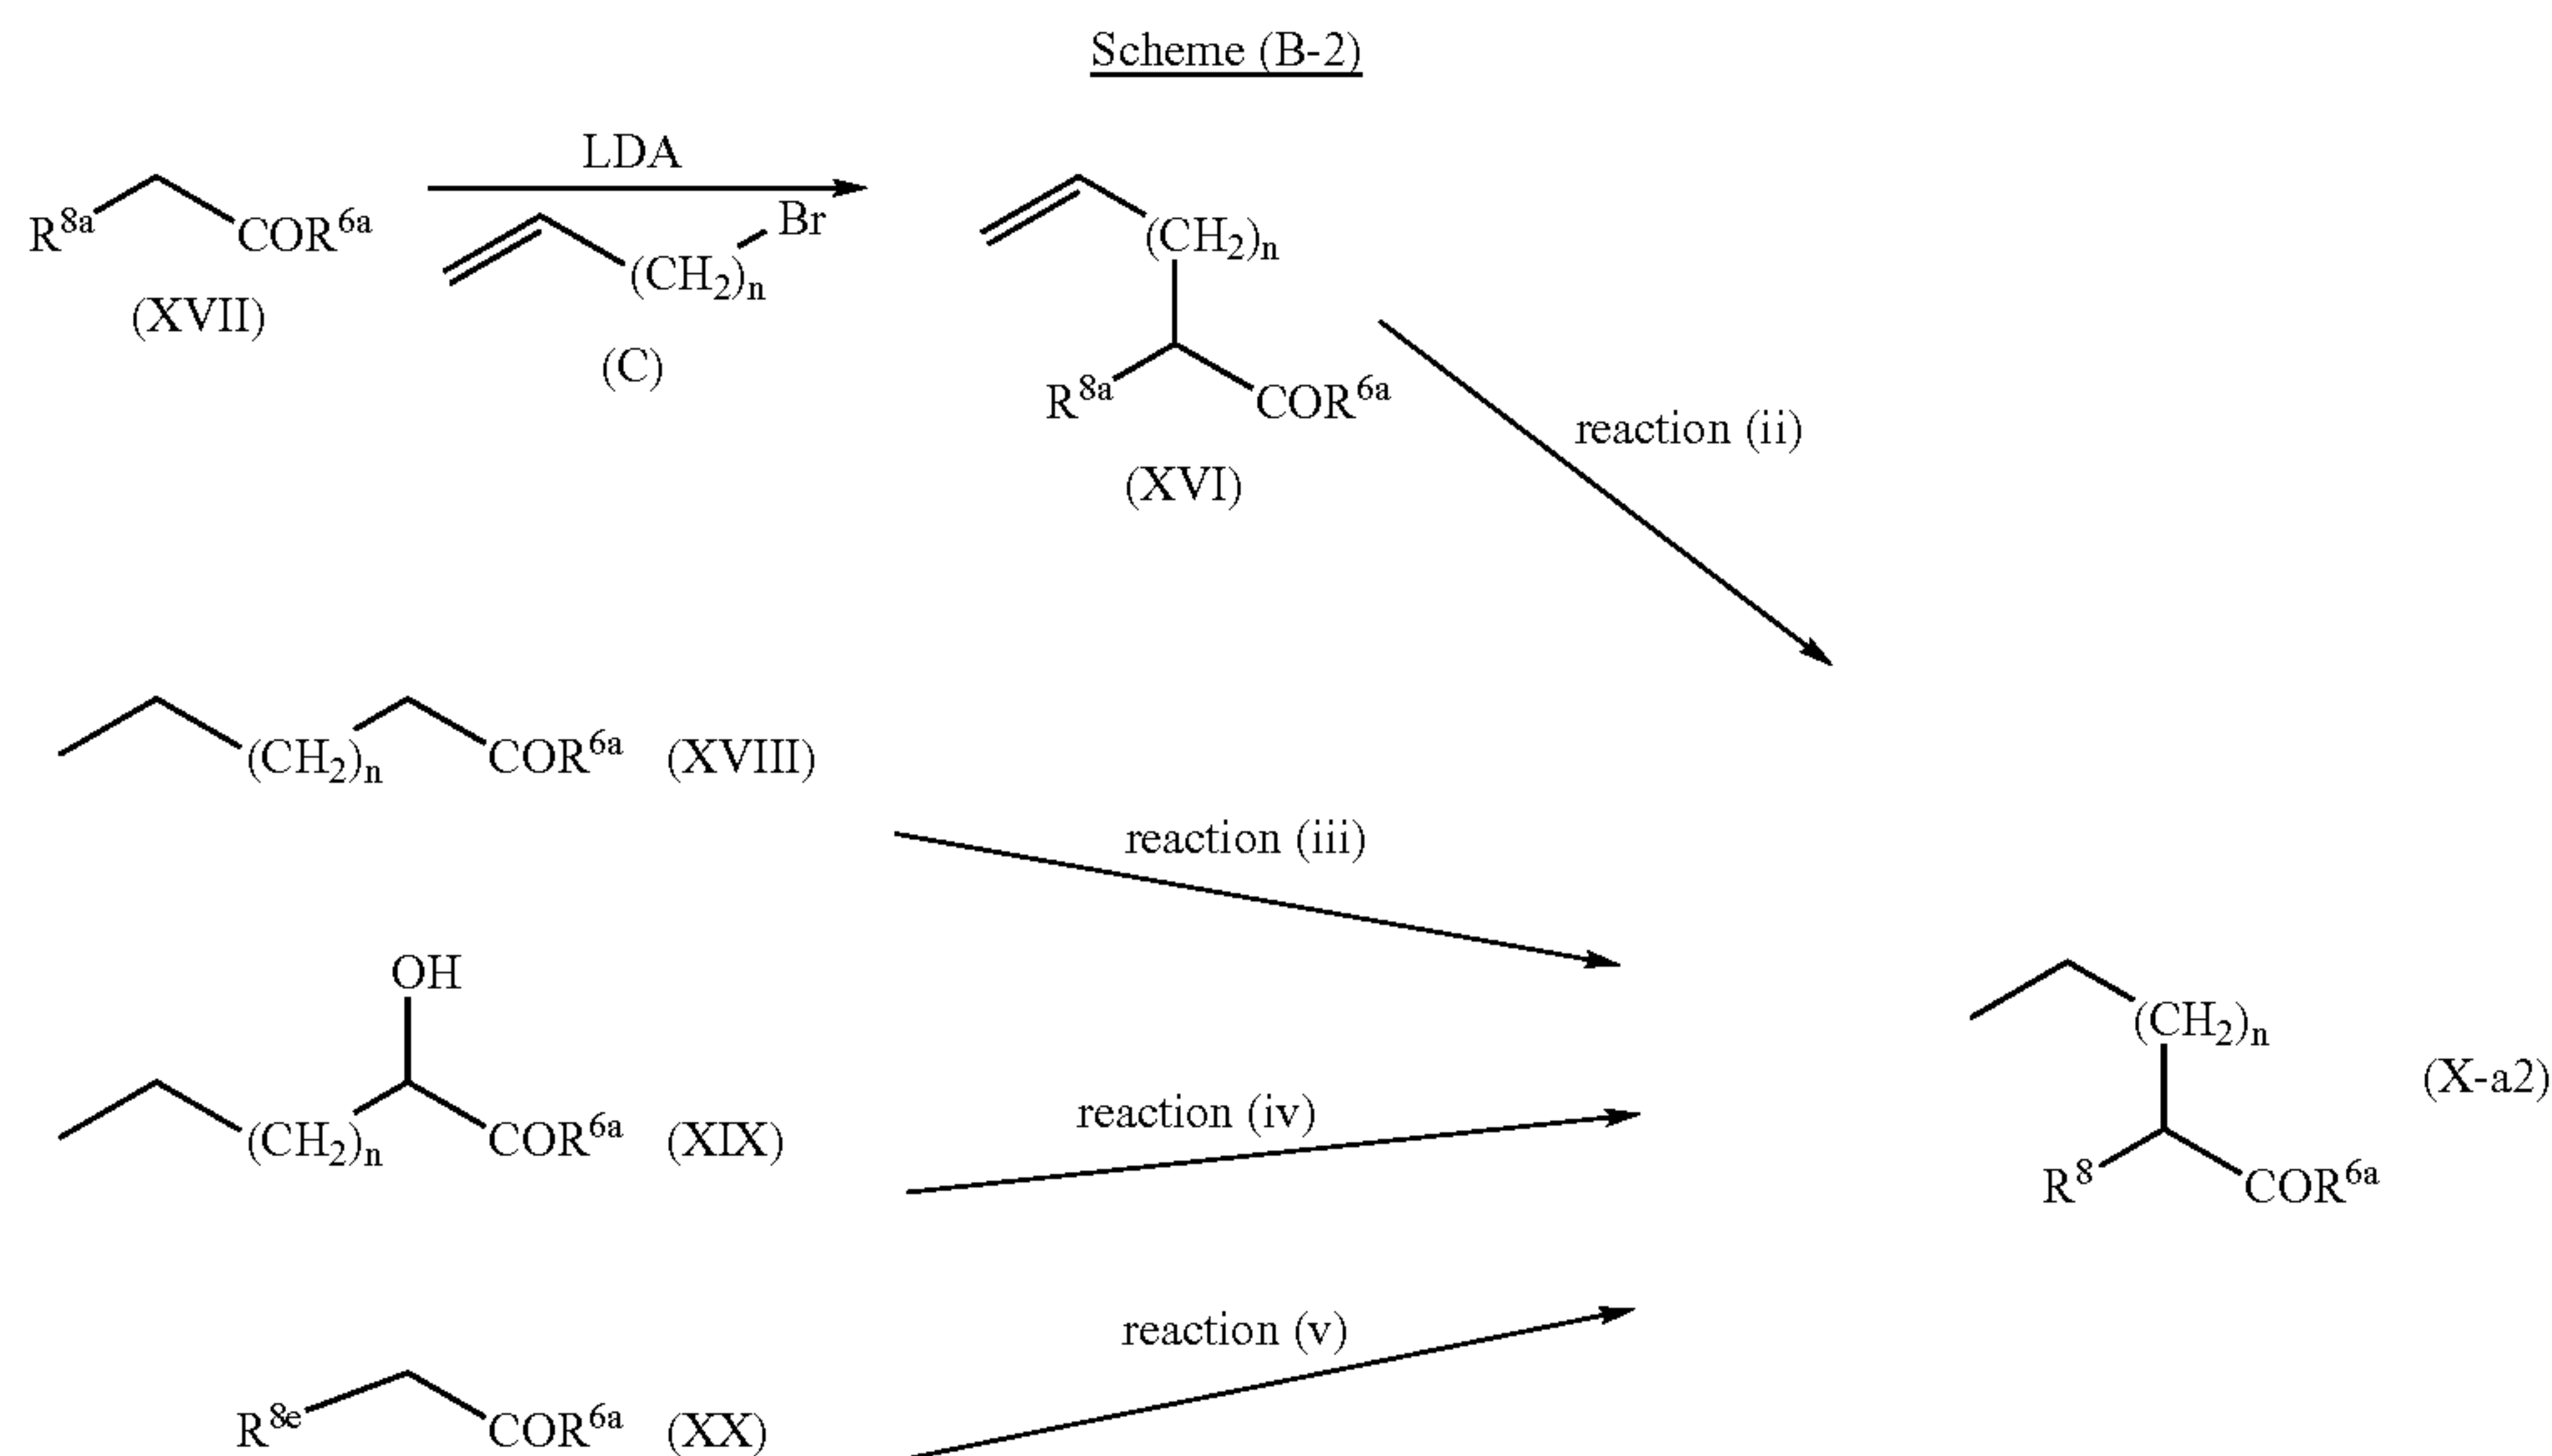 Scheme (B-2)
LDA
R8a COR6a
(XVII)
Br
(CH2)n
(C)
(CH2)n
R8a COR6a
(XVI)
reaction (ii)
(CH2)n COR6a (XVIII)
reaction (iii)
OH
(CH2)n COR6a (XIX)
reaction (iv)
(CH2)n
(X-a2)
R8 COR6a
reaction (v)
R8e COR6a (XX)